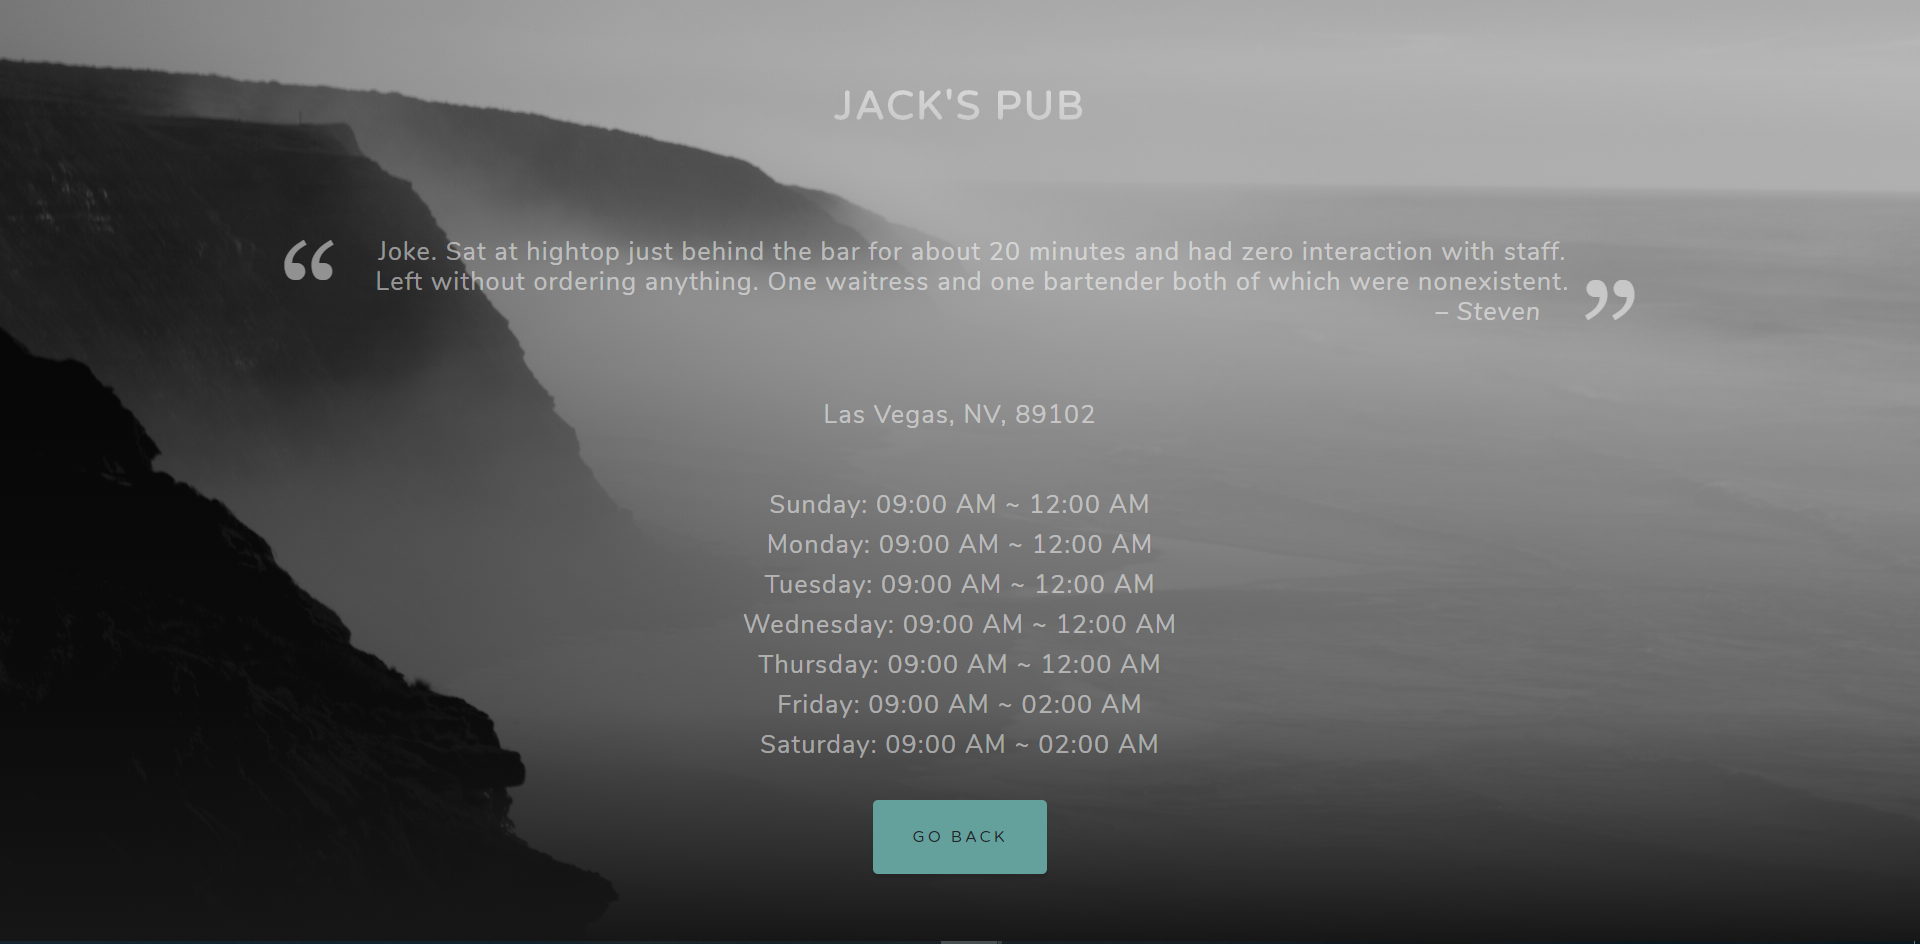 JACK'S PUB
“ Joke. Sat at hightop just behind the bar for about 20 minutes and had zero interaction with staff.
Left without ordering anything. One waitress and one bartender both of which were nonexistent. ”
– Steven
Las Vegas, NV, 89102
Sunday: 09:00 AM ~ 12:00 AM
Monday: 09:00 AM ~ 12:00 AM
Tuesday: 09:00 AM ~ 12:00 AM
Wednesday: 09:00 AM ~ 12:00 AM
Thursday: 09:00 AM ~ 12:00 AM
Friday: 09:00 AM ~ 02:00 AM
Saturday: 09:00 AM ~ 02:00 AM
GO BACK